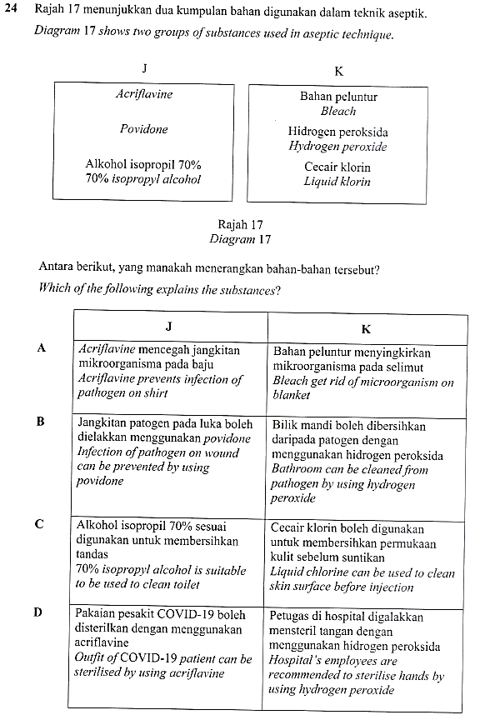 24 Rajah 17 menunjukkan dua kumpulan bahan digunakan dalam teknik aseptik.
Diagram 17 shows two groups of substances used in aseptic technique.
J
Acriflavine
Povidone
Alkohol isopropil 70%
70% isopropyl alcohol
K
Bahan peluntur
Bleach
Hidrogen peroksida
Hydrogen peroxide
Cecair klorin
Liquid klorin
Rajah 17
Diagram 17
Antara berikut, yang manakah menerangkan bahan-bahan tersebut?
Which of the following explains the substances?
J K
A
Acriflavine mencegah jangkitan
mikroorganisma pada baju
Acriflavine prevents infection of
pathogen on shirt
Bahan peluntur menyingkirkan
mikroorganisma pada selimut
Bleach get rid of microorganism on
blanket
B
Jangkitan patogen pada luka boleh
dielakkan menggunakan povidone
Infection of pathogen on wound
can be prevented by using
povidone
Bilik mandi boleh dibersihkan
daripada patogen dengan
menggunakan hidrogen peroksida
Bathroom can be cleaned from
pathogen by using hydrogen
peroxide
C
Alkohol isopropil 70% sesuai
digunakan untuk membersihkan
tandas
70% isopropyl alcohol is suitable
to be used to clean toilet
Cecair klorin boleh digunakan
untuk membersihkan permukaan
kulit sebelum suntikan
Liquid chlorine can be used to clean
skin surface before injection
D
Pakaian pesakit COVID-19 boleh
disterilkan dengan menggunakan
acriflavine
Outfit of COVID-19 patient can be
sterilised by using acriflavine
Petugas di hospital digalakkan
mensteril tangan dengan
menggunakan hidrogen peroksida
Hospital's employees are
recommended to sterilise hands by
using hydrogen peroxide